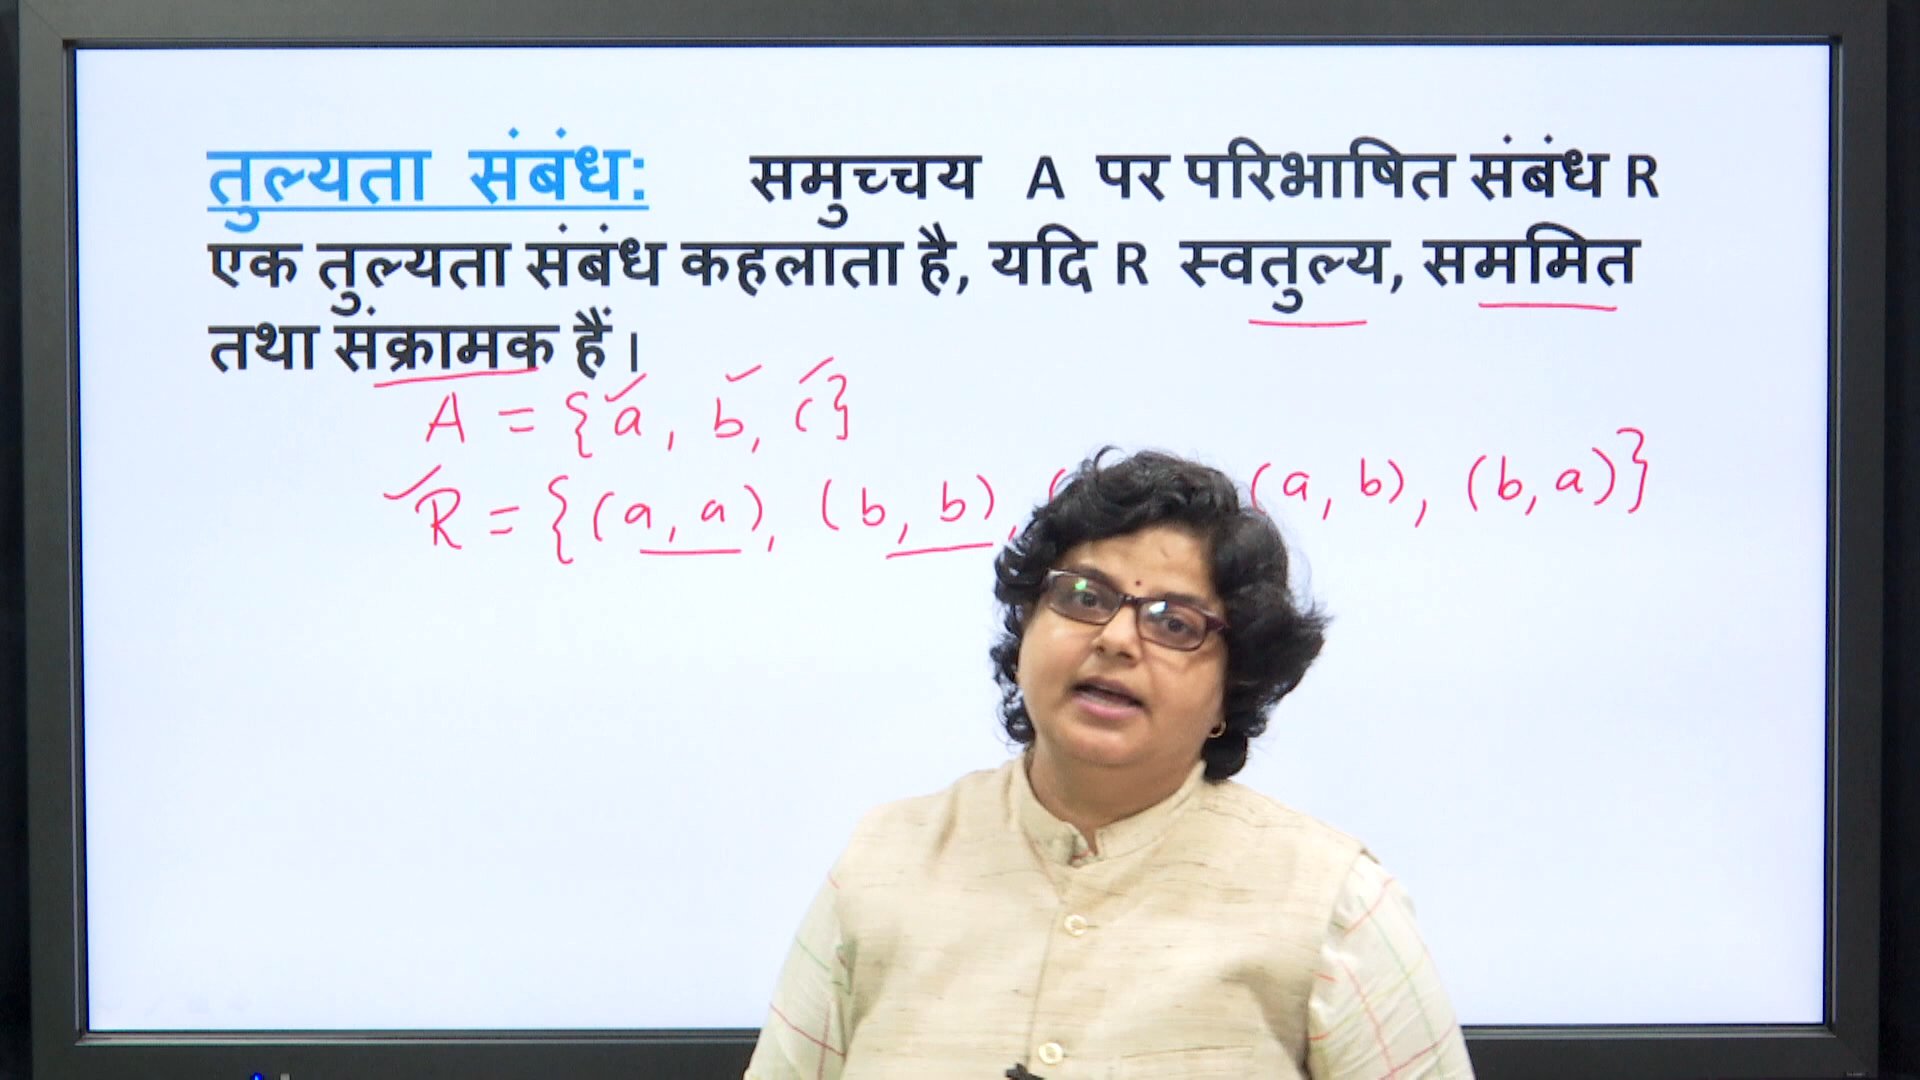 तुल्यता संबंध: समुच्चय A पर परिभाषित संबंध R
एक तुल्यता संबंध कहलाता है, यदि R स्वतुल्य, सममित
तथा संक्रामक हैं।
A = {a, b, c}
R = {(a, a), (b, b), (a, b), (b, a)}